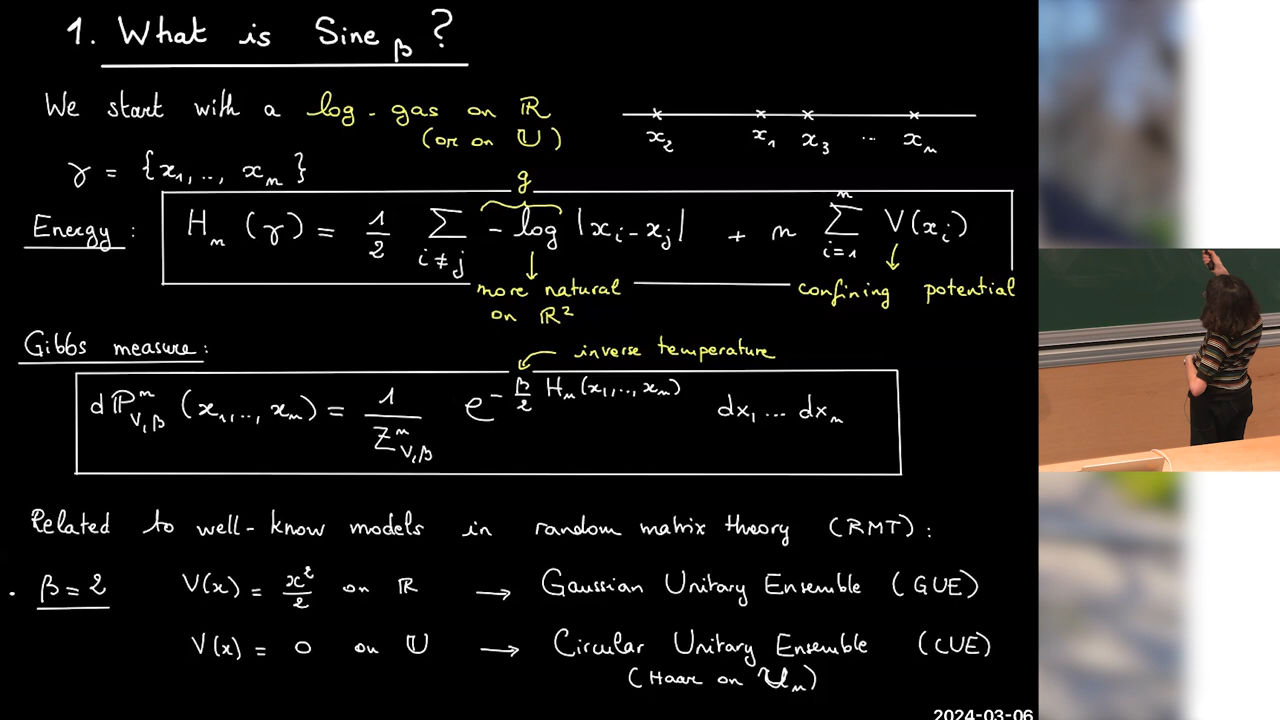 1. What is Sine_β ?
We start with a log-gas on ℝ
(or on 𝕌)
x_2 x_1 x_3 ... x_n
γ = {x_1, .., x_n}
g
Energy : H_n (γ) = 1/2 ∑_{i≠j} - log |x_i - x_j| + n ∑_{i=1}^{n} V(x_i)
more natural
on ℝ²
confining potential
Gibbs measure :
inverse temperature
dℙ^n_{V,β} (x_1, .., x_n) = 1/Z^n_{V,β} e^{-β/2 H_n(x_1, .., x_n)} dx_1 ... dx_n
Related to well-know models in random matrix theory (RMT) :
. β = 2 V(x) = x²/2 on ℝ → Gaussian Unitary Ensemble (GUE)
V(x) = 0 on 𝕌 → Circular Unitary Ensemble (CUE)
(Haar on 𝒰_n)
2024-03-06